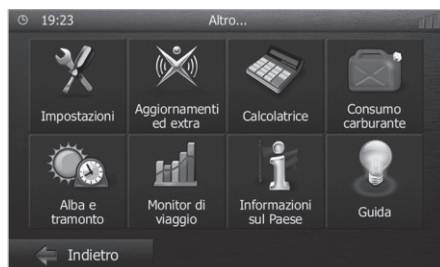 19:23
Altro...
Impostazioni
Aggiornamenti
ed extra
Calcolatrice
Consumo
carburante
Alba e
tramonto
Monitor di
viaggio
Informazioni
sul Paese
Guida
Indietro